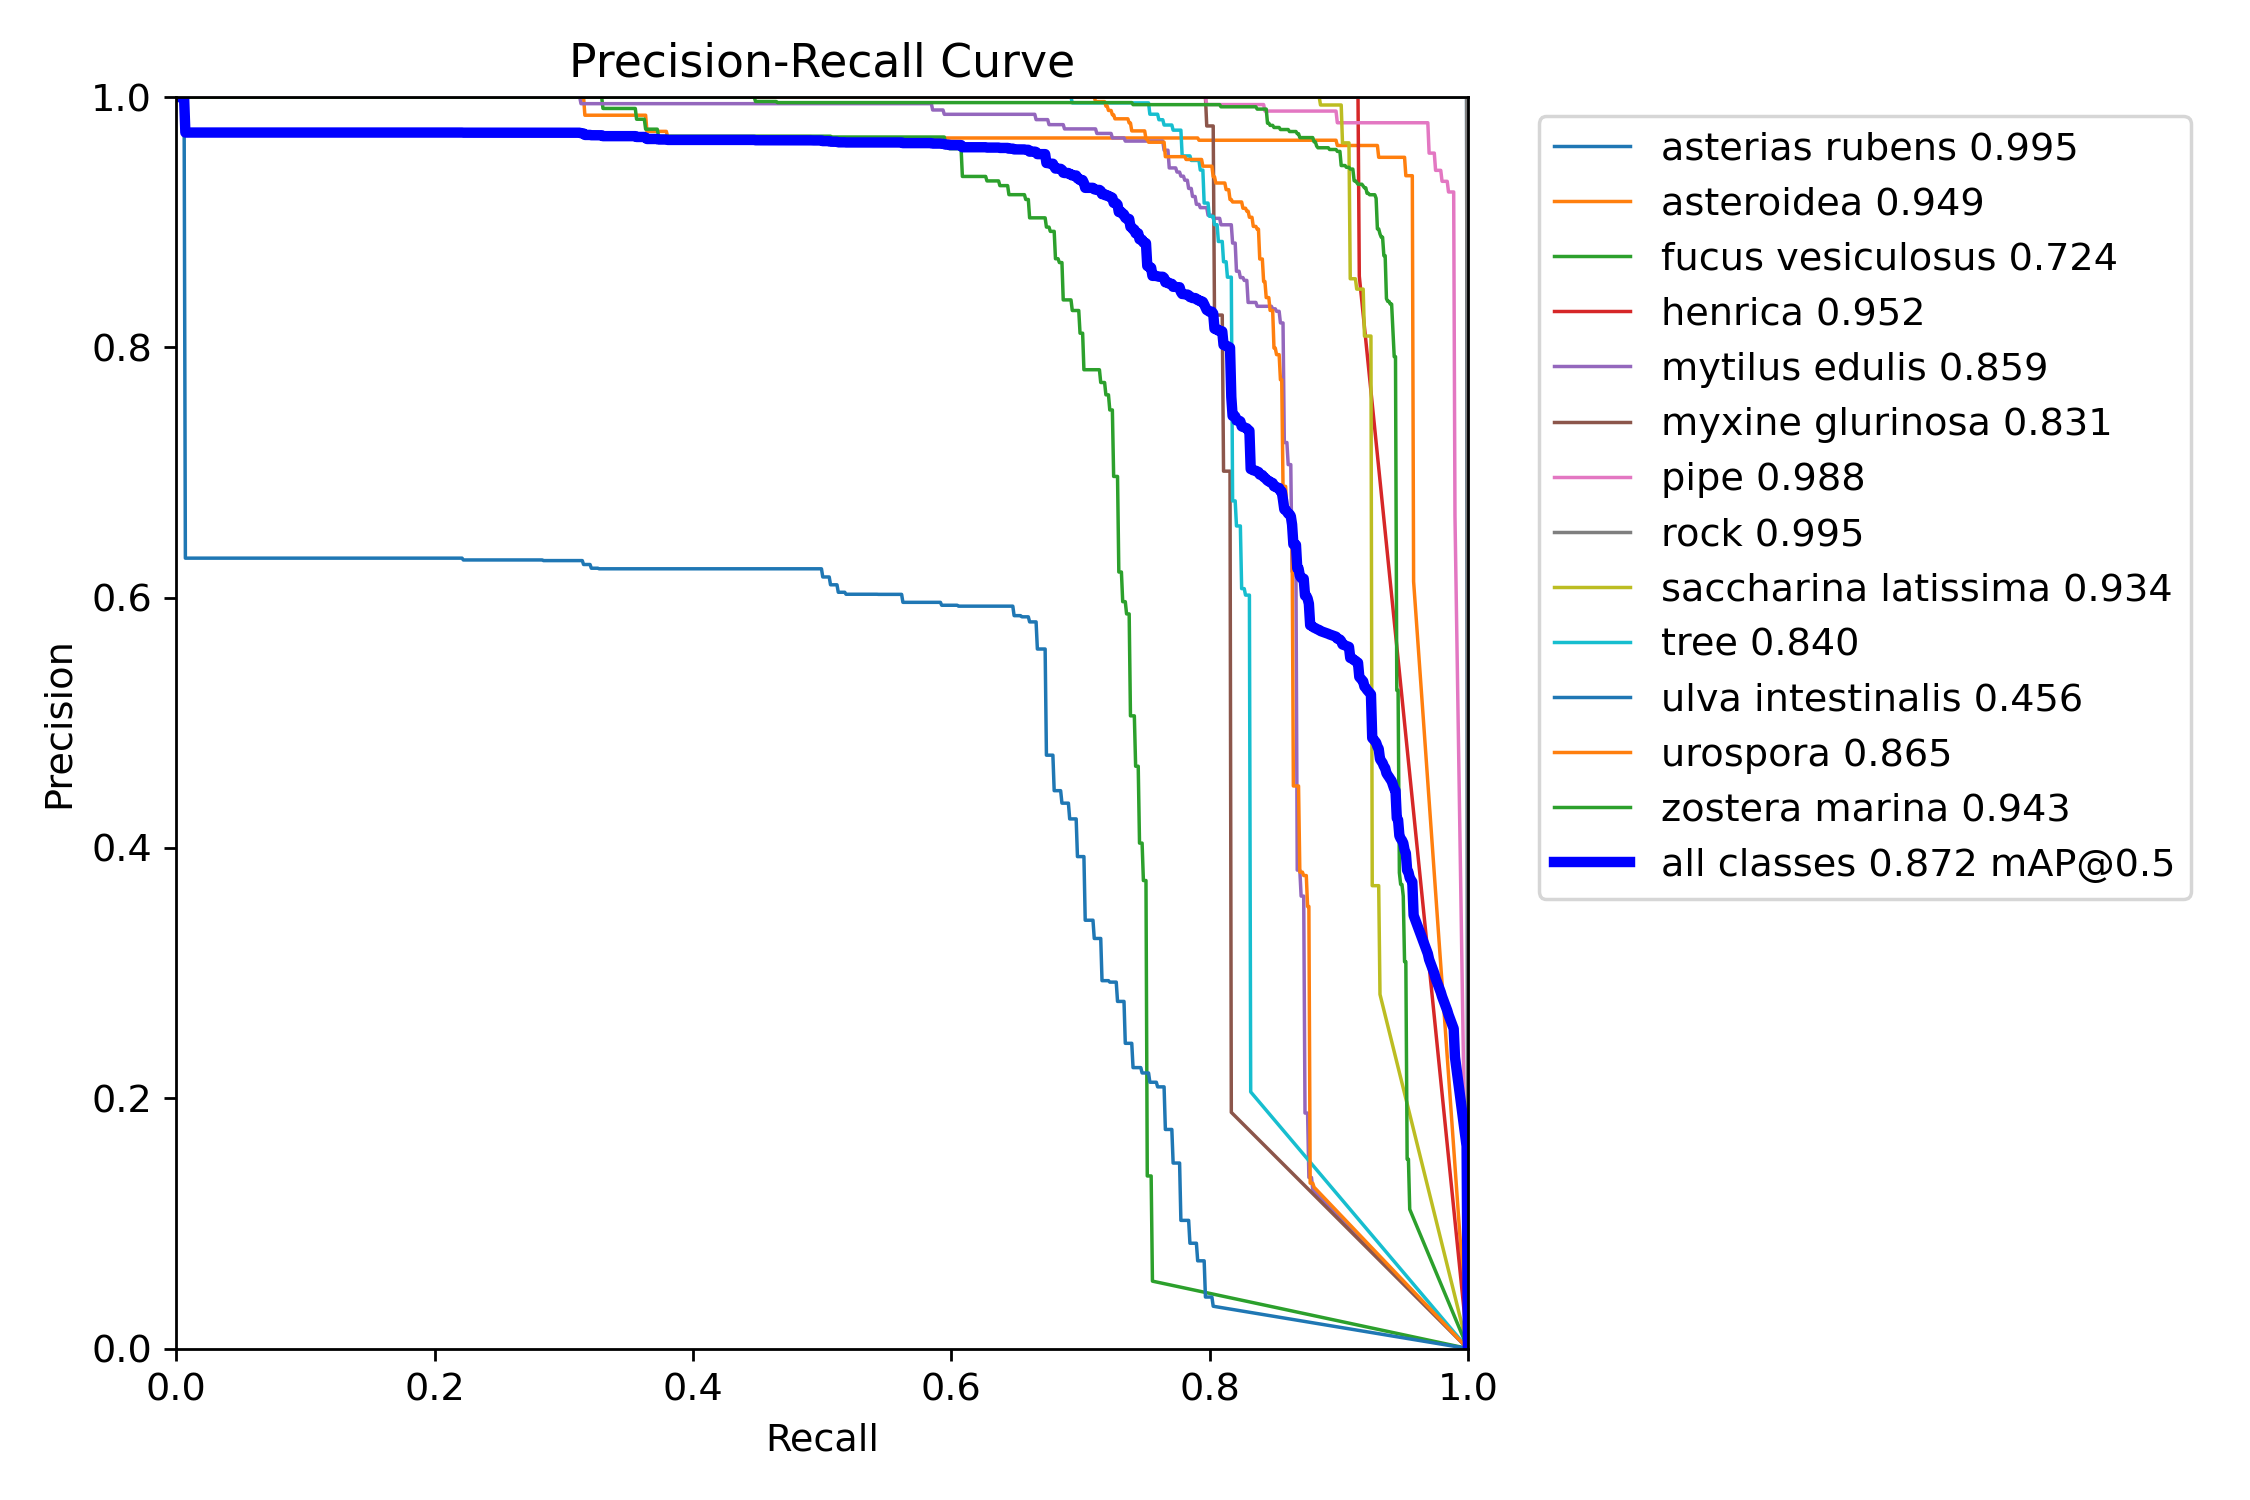 Precision-Recall Curve
1.0
0.8
0.6
0.4
0.2
0.0
Precision
0.0 0.2 0.4 0.6 0.8 1.0
Recall
asterias rubens 0.995
asteroidea 0.949
fucus vesiculosus 0.724
henrica 0.952
mytilus edulis 0.859
myxine glurinosa 0.831
pipe 0.988
rock 0.995
saccharina latissima 0.934
tree 0.840
ulva intestinalis 0.456
urospora 0.865
zostera marina 0.943
all classes 0.872 mAP@0.5